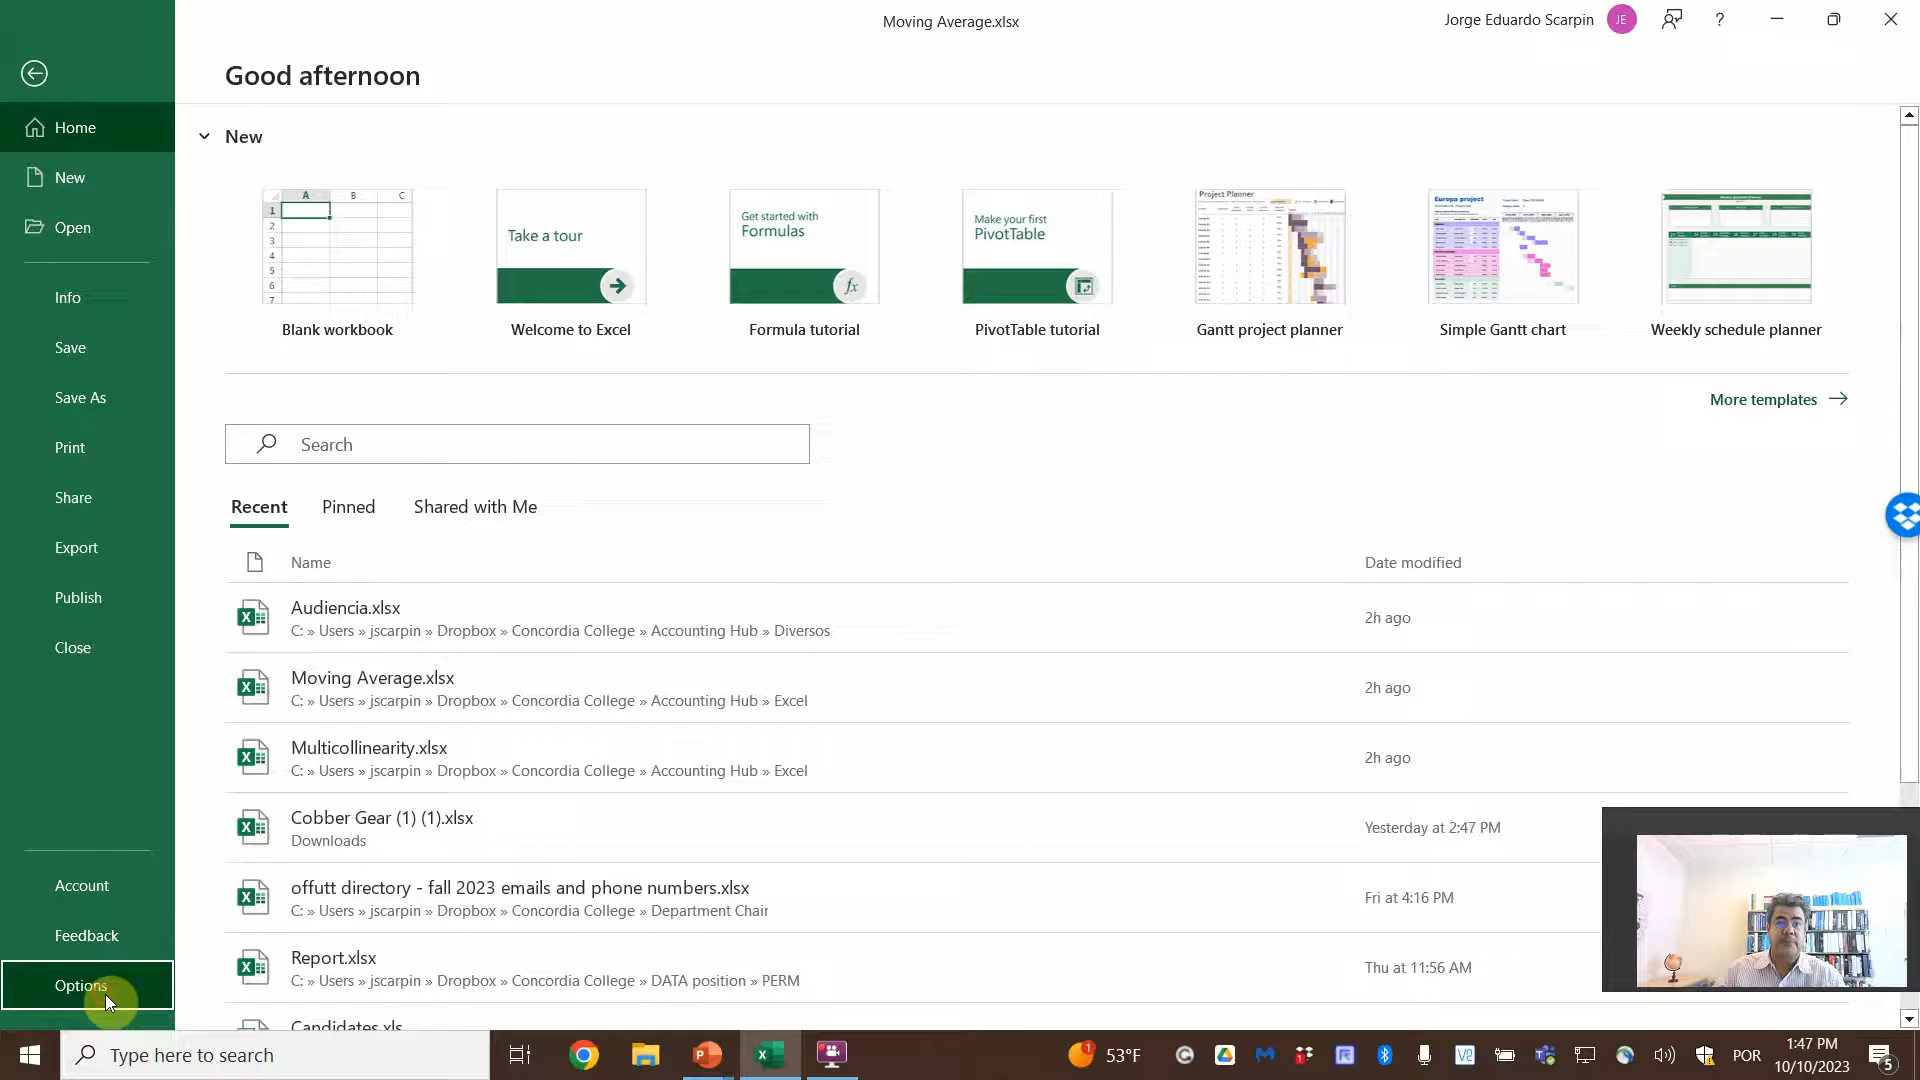 Moving Average.xlsx
Jorge Eduardo Scarpin
JE
?
Good afternoon
Home
New
Open
Info
Save
Save As
Print
Share
Export
Publish
Close
Account
Feedback
Options
New
A B C
1
2
3
4
5
6
7
Blank workbook
Take a tour
Welcome to Excel
Get started with
Formulas
fx
Formula tutorial
Make your first
PivotTable
PivotTable tutorial
Project Planner
Gantt project planner
Europa project
Simple Gantt chart
Weekly schedule planner
More templates
Search
Recent Pinned Shared with Me
Name Date modified
Audiencia.xlsx
C: » Users » jscarpin » Dropbox » Concordia College » Accounting Hub » Diversos
2h ago
Moving Average.xlsx
C: » Users » jscarpin » Dropbox » Concordia College » Accounting Hub » Excel
2h ago
Multicollinearity.xlsx
C: » Users » jscarpin » Dropbox » Concordia College » Accounting Hub » Excel
2h ago
Cobber Gear (1) (1).xlsx
Downloads
Yesterday at 2:47 PM
offutt directory - fall 2023 emails and phone numbers.xlsx
C: » Users » jscarpin » Dropbox » Concordia College » Department Chair
Fri at 4:16 PM
Report.xlsx
C: » Users » jscarpin » Dropbox » Concordia College » DATA position » PERM
Thu at 11:56 AM
Candidates.xls
Type here to search
1
53°F
POR
1:47 PM
10/10/2023
5